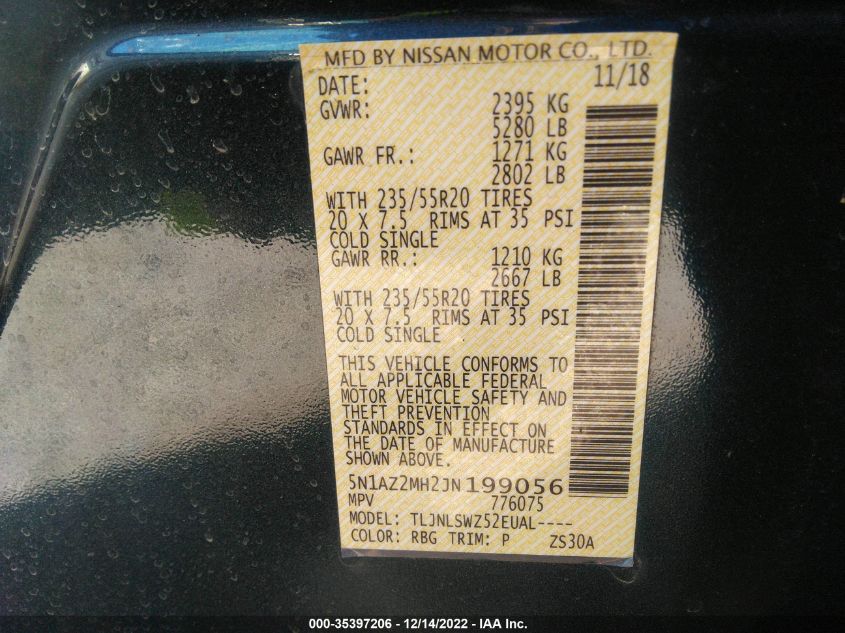 MFD BY NISSAN MOTOR CO., LTD.
DATE: 11/18
GVWR: 2395 KG
5280 LB
GAWR FR.: 1271 KG
2802 LB
WITH 235/55R20 TIRES
20 X 7.5 RIMS AT 35 PSI
COLD SINGLE
GAWR RR.: 1210 KG
2667 LB
WITH 235/55R20 TIRES
20 X 7.5 RIMS AT 35 PSI
COLD SINGLE
THIS VEHICLE CONFORMS TO
ALL APPLICABLE FEDERAL
MOTOR VEHICLE SAFETY AND
THEFT PREVENTION
STANDARDS IN EFFECT ON
THE DATE OF MANUFACTURE
SHOWN ABOVE.
5N1AZ2MH2JN199056
MPV 776075
MODEL: TLJNLSWZ52EUAL----
COLOR: RBG TRIM: P ZS30A
000-35397206 - 12/14/2022 - IAA Inc.